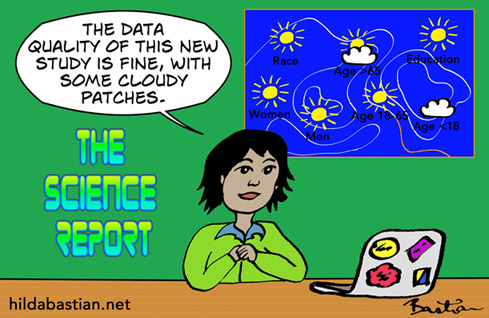 THE DATA
QUALITY OF THIS NEW
STUDY IS FINE, WITH
SOME CLOUDY
PATCHES.
Race
Age >65
Education
Women
Men
Age 18-65
Age <18
THE
SCIENCE
REPORT
hildabastian.net
Bastian